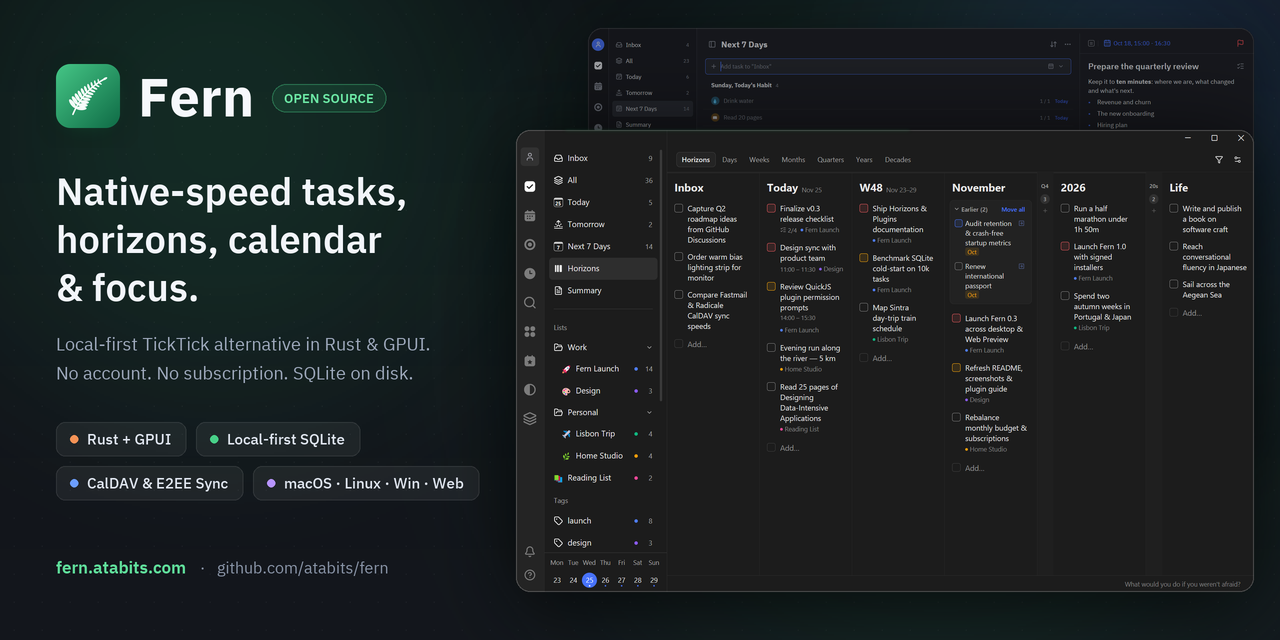 Fern
OPEN SOURCE
Native-speed tasks,
horizons, calendar
& focus.
Local-first TickTick alternative in Rust & GPUI.
No account. No subscription. SQLite on disk.
Rust + GPUI
Local-first SQLite
CalDAV & E2EE Sync
macOS · Linux · Win · Web
fern.atabits.com · github.com/atabits/fern
Inbox
All
Today
Tomorrow
Next 7 Days
Summary
Next 7 Days
Add task to "Inbox"
Sunday, Today's Habit
Drink water
1 / 1 Today
Read 20 pages
1 / 1 Today
Oct 18, 15:00 - 16:30
Prepare the quarterly review
Keep it to ten minutes: where we are, what changed
and what's next.
Revenue and churn
The new onboarding
Hiring plan
Inbox 9
All 36
Today 5
Tomorrow 2
Next 7 Days 14
Horizons
Summary
Lists
Work
Fern Launch 14
Design 3
Personal
Lisbon Trip 4
Home Studio 4
Reading List 2
Tags
launch 8
design 3
Mon Tue Wed Thu Fri Sat Sun
23 24 25 26 27 28 29
Horizons Days Weeks Months Quarters Years Decades
Inbox
Capture Q2
roadmap ideas
from GitHub
Discussions
Order warm bias
lighting strip for
monitor
Compare Fastmail
& Radicale
CalDAV sync
speeds
Add...
Today Nov 25
Finalize v0.3
release checklist
2/4 Fern Launch
Design sync with
product team
11:00 – 11:30 Design
Review QuickJS
plugin permission
prompts
14:00 – 15:30
Fern Launch
Evening run along
the river — 5 km
Home Studio
Read 25 pages of
Designing
Data-Intensive
Applications
Reading List
Add...
W48 Nov 23–29
Ship Horizons &
Plugins
documentation
Fern Launch
Benchmark SQLite
cold-start on 10k
tasks
Fern Launch
Map Sintra
day-trip train
schedule
Lisbon Trip
Add...
November
Earlier (2) Move all
Audit retention
& crash-free
startup metrics
Oct
Renew
international
passport
Oct
Launch Fern 0.3
across desktop &
Web Preview
Fern Launch
Refresh README,
screenshots &
plugin guide
Design
Rebalance
monthly budget &
subscriptions
Home Studio
Add...
Q4
3
2026
Run a half
marathon under
1h 50m
Launch Fern 1.0
with signed
installers
Fern Launch
Spend two
autumn weeks in
Portugal & Japan
Lisbon Trip
Add...
20s
2
Life
Write and publish
a book on
software craft
Reach
conversational
fluency in Japanese
Sail across the
Aegean Sea
Add...
What would you do if you weren't afraid?